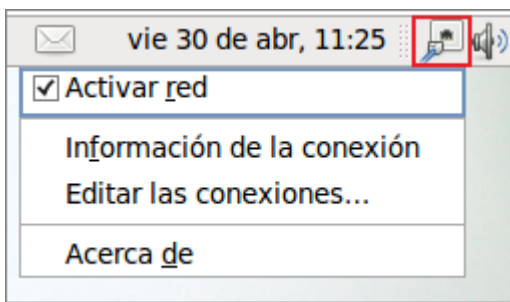 vie 30 de abr, 11:25
Activar red
Información de la conexión
Editar las conexiones...
Acerca de